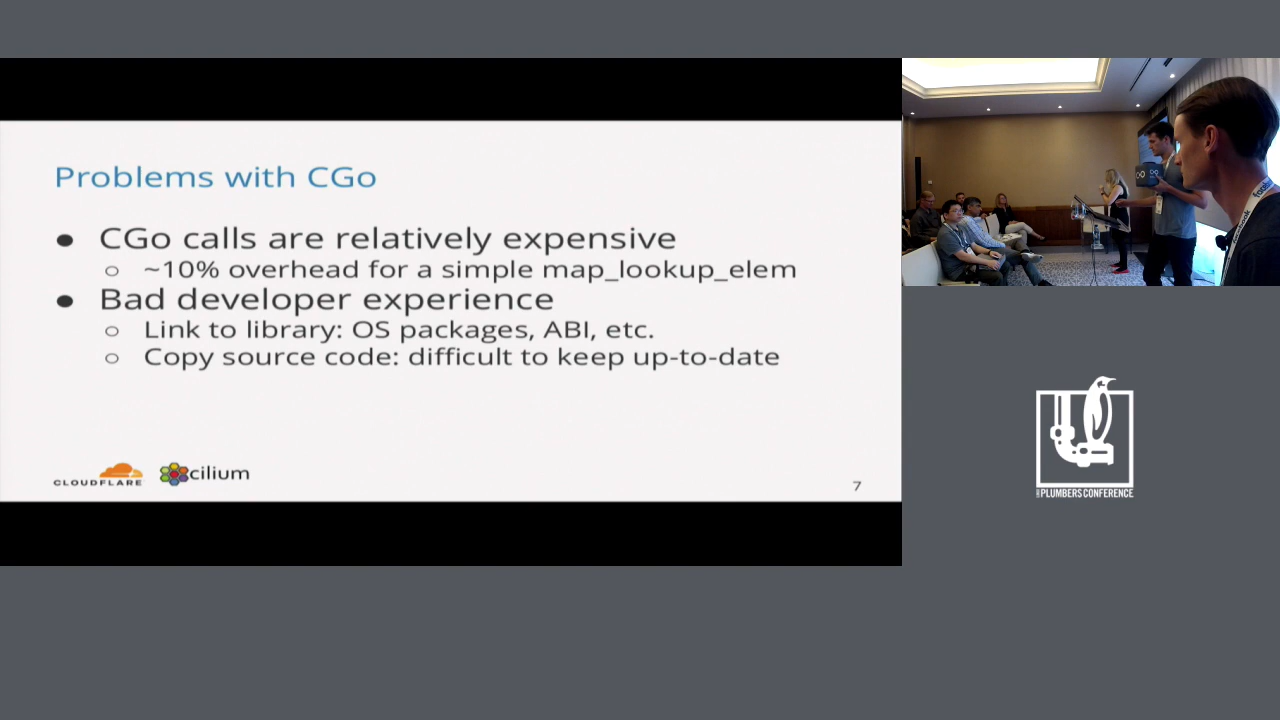 Problems with CGo
● CGo calls are relatively expensive
○ ~10% overhead for a simple map_lookup_elem
● Bad developer experience
○ Link to library: OS packages, ABI, etc.
○ Copy source code: difficult to keep up-to-date
CLOUDFLARE
cilium
7
PLUMBERS CONFERENCE